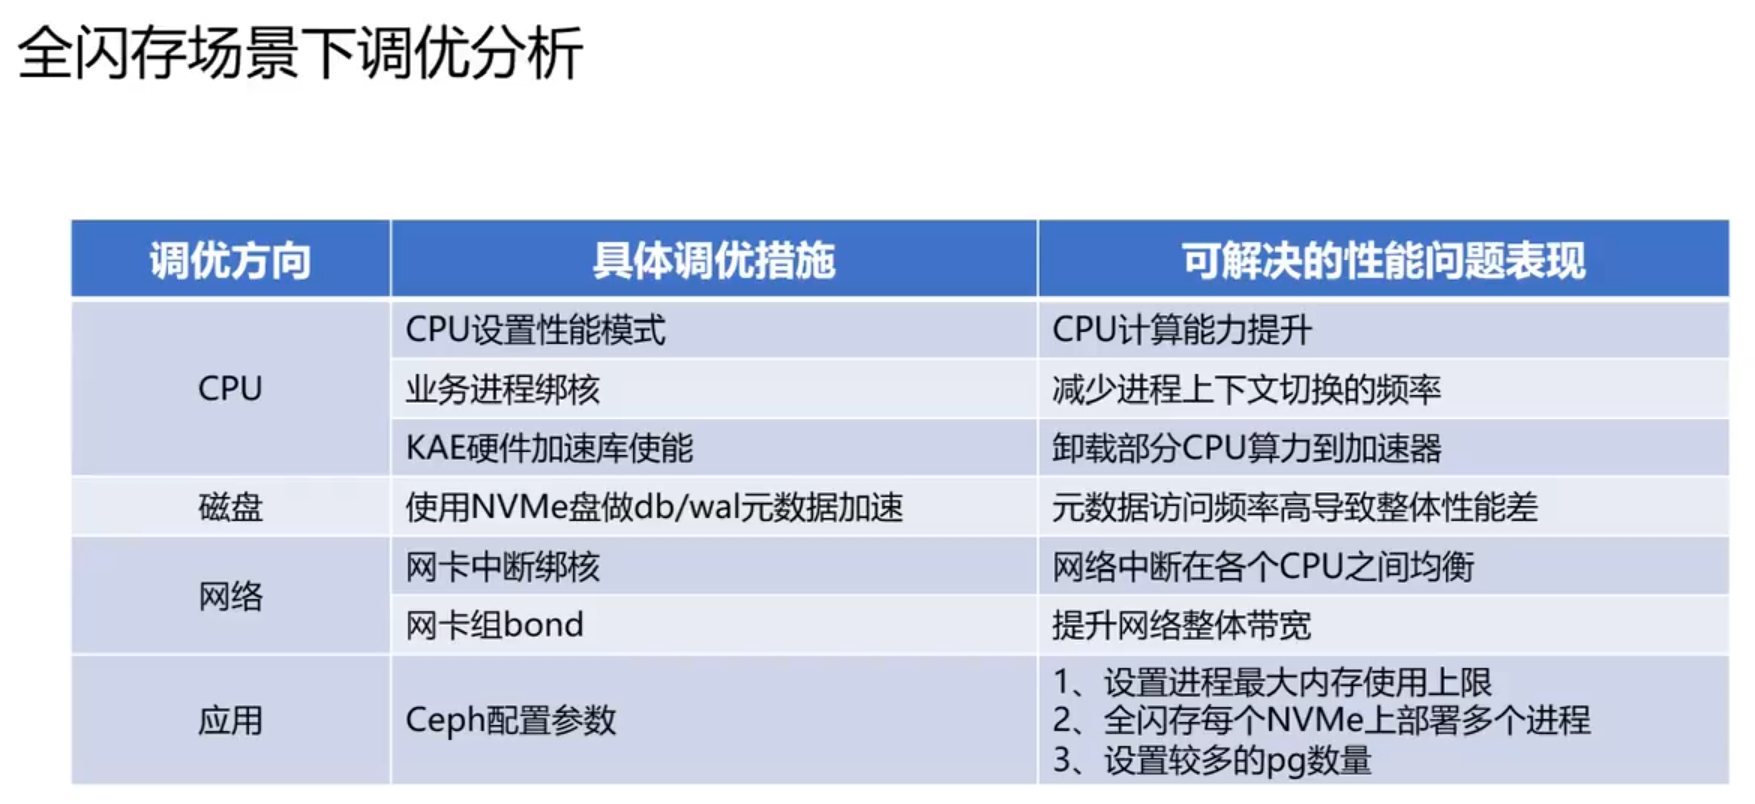 全闪存场景下调优分析
调优方向
具体调优措施
可解决的性能问题表现
CPU
CPU设置性能模式
CPU计算能力提升
业务进程绑核
减少进程上下文切换的频率
KAE硬件加速库使能
卸载部分CPU算力到加速器
磁盘
使用NVMe盘做db/wal元数据加速
元数据访问频率高导致整体性能差
网络
网卡中断绑核
网络中断在各个CPU之间均衡
网卡组bond
提升网络整体带宽
应用
Ceph配置参数
1、设置进程最大内存使用上限
2、全闪存每个NVMe上部署多个进程
3、设置较多的pg数量